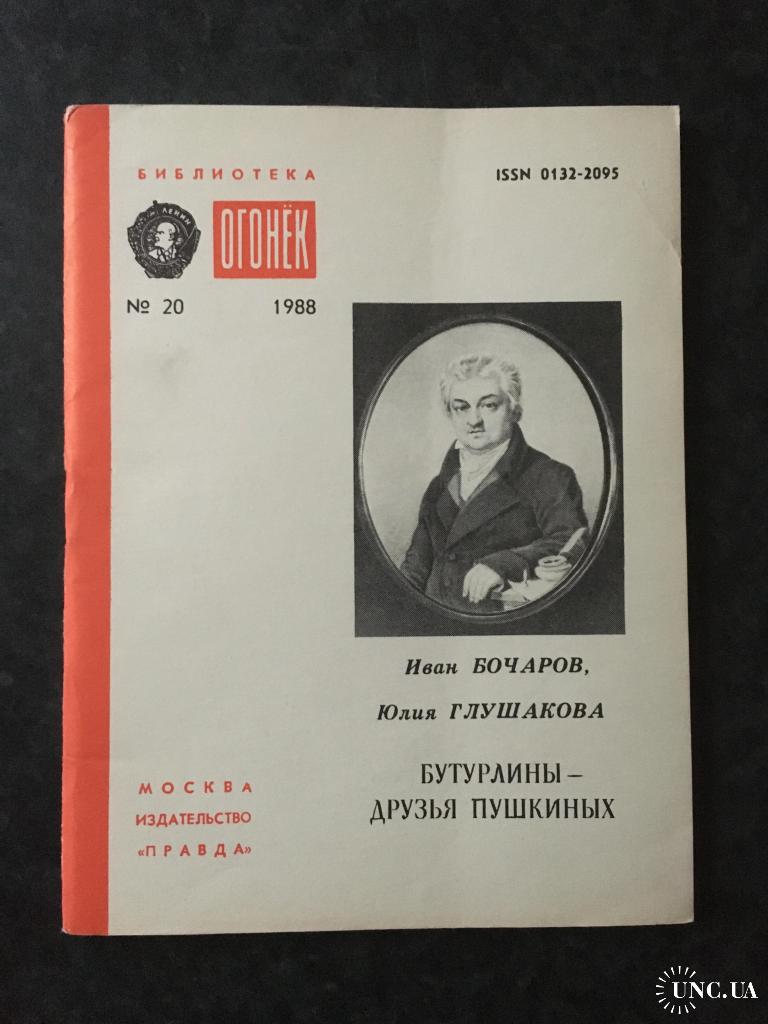 БИБЛИОТЕКА
ISSN 0132-2095
ЛЕНИН
ОГОНЁК
№ 20 1988
Иван БОЧАРОВ,
Юлия ГЛУШАКОВА
БУТУРЛИНЫ –
ДРУЗЬЯ ПУШКИНЫХ
МОСКВА
ИЗДАТЕЛЬСТВО
«ПРАВДА»
UNC.UA